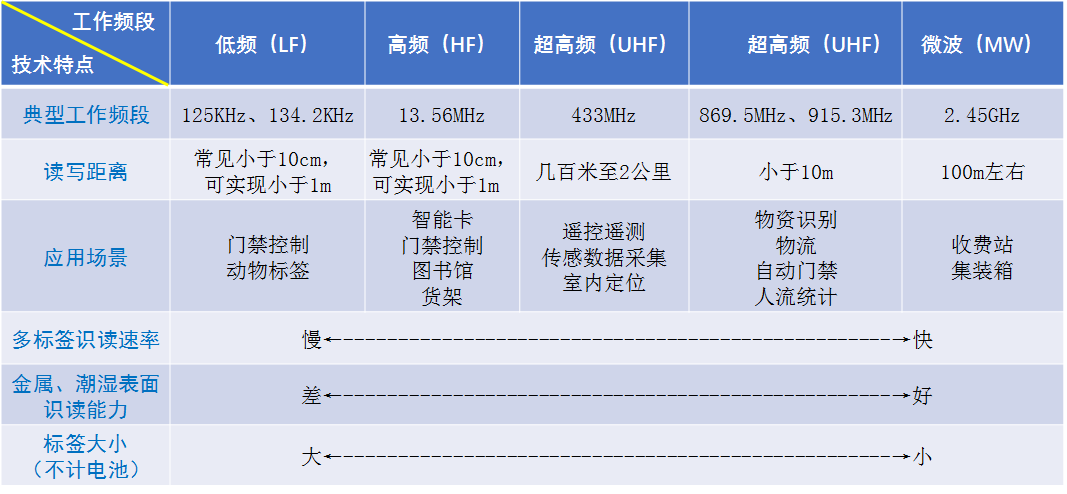 工作频段
技术特点
低频（LF）
高频（HF）
超高频（UHF）
超高频（UHF）
微波（MW）
典型工作频段
125KHz、134.2KHz
13.56MHz
433MHz
869.5MHz、915.3MHz
2.45GHz
读写距离
常见小于10cm，
可实现小于1m
常见小于10cm，
可实现小于1m
几百米至2公里
小于10m
100m左右
应用场景
门禁控制
动物标签
智能卡
门禁控制
图书馆
货架
遥控遥测
传感数据采集
室内定位
物资识别
物流
自动门禁
人流统计
收费站
集装箱
多标签识读速率
慢←---------------------------------------------→快
金属、潮湿表面
识读能力
差←---------------------------------------------→好
标签大小
（不计电池）
大←---------------------------------------------→小